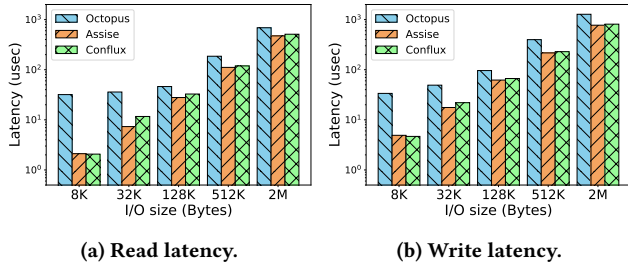 Octopus
Assise
Conflux
10³
10²
10¹
10⁰
Latency (usec)
8K 32K 128K 512K 2M
I/O size (Bytes)
(a) Read latency.
Octopus
Assise
Conflux
10³
10²
10¹
10⁰
Latency (usec)
8K 32K 128K 512K 2M
I/O size (Bytes)
(b) Write latency.